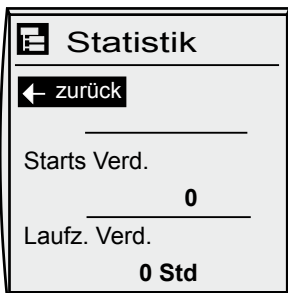 Statistik
← zurück
Starts Verd.
0
Laufz. Verd.
0 Std